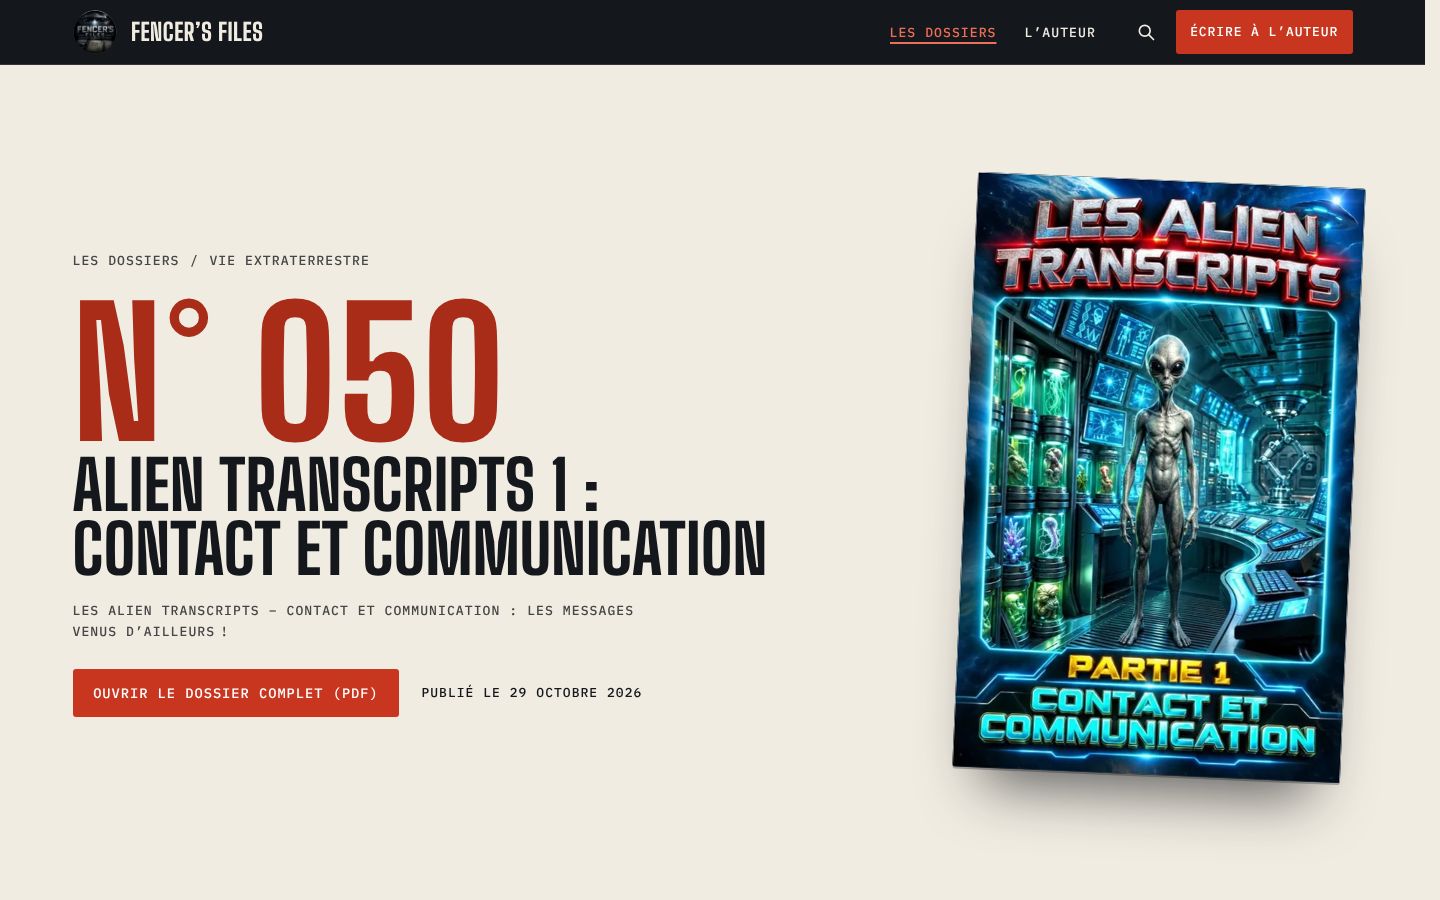 FENCER'S FILES
FENCER’S FILES
LES DOSSIERS
L’AUTEUR
ÉCRIRE À L’AUTEUR
LES DOSSIERS / VIE EXTRATERRESTRE
N° 050
ALIEN TRANSCRIPTS 1 :
CONTACT ET COMMUNICATION
LES ALIEN TRANSCRIPTS – CONTACT ET COMMUNICATION : LES MESSAGES
VENUS D’AILLEURS !
OUVRIR LE DOSSIER COMPLET (PDF)
PUBLIÉ LE 29 OCTOBRE 2026
LES ALIEN
TRANSCRIPTS
PARTIE 1
CONTACT ET
COMMUNICATION